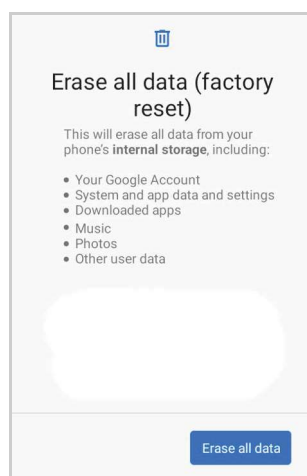 Erase all data (factory
reset)
This will erase all data from your
phone's internal storage, including:
• Your Google Account
• System and app data and settings
• Downloaded apps
• Music
• Photos
• Other user data
Erase all data